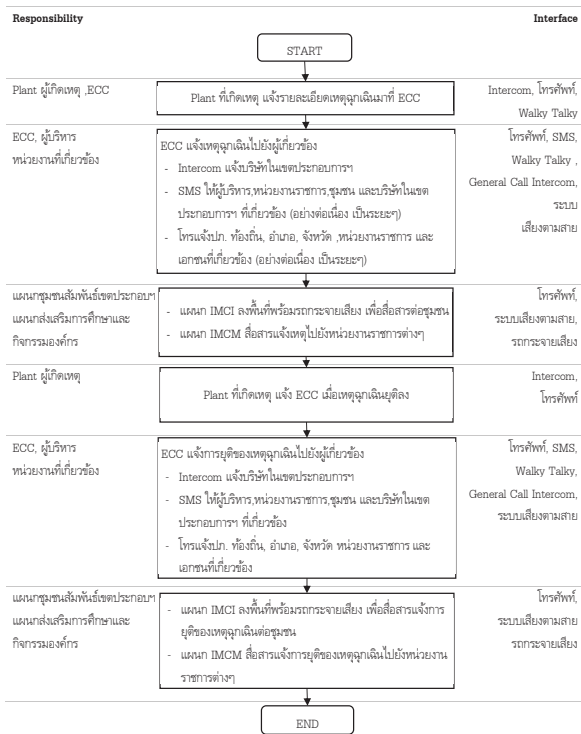 Responsibility
Interface
START
Plant ผู้เกิดเหตุ ,ECC
Plant ที่เกิดเหตุ แจ้งรายละเอียดเหตุฉุกเฉินมาที่ ECC
Intercom, โทรศัพท์,
Walky Talky
ECC, ผู้บริหาร
หน่วยงานที่เกี่ยวข้อง
ECC แจ้งเหตุฉุกเฉินไปยังผู้เกี่ยวข้อง
- Intercom แจ้งบริษัทในเขตประกอบการฯ
- SMS ให้ผู้บริหาร,หน่วยงานราชการ,ชุมชน และบริษัทในเขต
ประกอบการฯ ที่เกี่ยวข้อง (อย่างต่อเนื่อง เป็นระยะๆ)
- โทรแจ้งปภ. ท้องถิ่น, อำเภอ, จังหวัด ,หน่วยงานราชการ และ
เอกชนที่เกี่ยวข้อง (อย่างต่อเนื่อง เป็นระยะๆ)
โทรศัพท์, SMS,
Walky Talky ,
General Call Intercom,
ระบบ
เสียงตามสาย
แผนกชุมชนสัมพันธ์เขตประกอบฯ
แผนกส่งเสริมการศึกษาและ
กิจกรรมองค์กร
- แผนก IMCI ลงพื้นที่พร้อมรถกระจายเสียง เพื่อสื่อสารต่อชุมชน
- แผนก IMCM สื่อสารแจ้งเหตุไปยังหน่วยงานราชการต่างๆ
โทรศัพท์,
ระบบเสียงตามสาย,
รถกระจายเสียง
Plant ผู้เกิดเหตุ
Plant ที่เกิดเหตุ แจ้ง ECC เมื่อเหตุฉุกเฉินยุติลง
Intercom,
โทรศัพท์
ECC, ผู้บริหาร
หน่วยงานที่เกี่ยวข้อง
ECC แจ้งการยุติของเหตุฉุกเฉินไปยังผู้เกี่ยวข้อง
- Intercom แจ้งบริษัทในเขตประกอบการฯ
- SMS ให้ผู้บริหาร,หน่วยงานราชการ,ชุมชน และบริษัทในเขต
ประกอบการฯ ที่เกี่ยวข้อง
- โทรแจ้งปภ. ท้องถิ่น, อำเภอ, จังหวัด หน่วยงานราชการ และ
เอกชนที่เกี่ยวข้อง
โทรศัพท์, SMS,
Walky Talky,
General Call Intercom,
ระบบเสียงตามสาย
แผนกชุมชนสัมพันธ์เขตประกอบฯ
แผนกส่งเสริมการศึกษาและ
กิจกรรมองค์กร
- แผนก IMCI ลงพื้นที่พร้อมรถกระจายเสียง เพื่อสื่อสารแจ้งการ
ยุติของเหตุฉุกเฉินต่อชุมชน
- แผนก IMCM สื่อสารแจ้งการยุติของเหตุฉุกเฉินไปยังหน่วยงาน
ราชการต่างๆ
โทรศัพท์,
ระบบเสียงตามสาย
รถกระจายเสียง
END